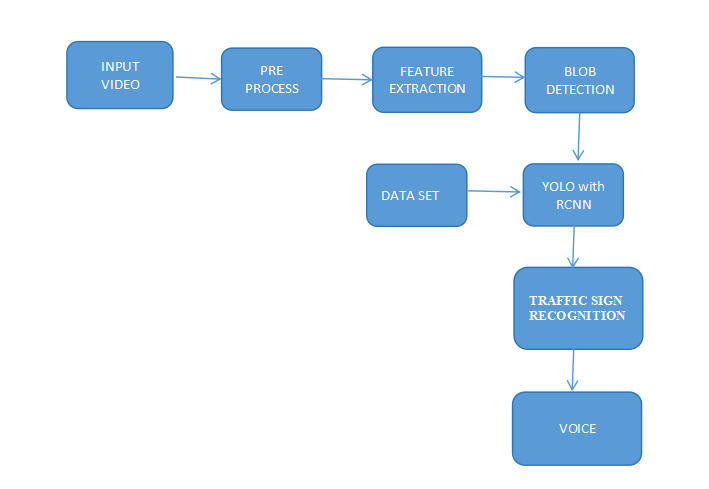 INPUT
VIDEO
PRE
PROCESS
FEATURE
EXTRACTION
BLOB
DETECTION
DATA SET
YOLO with
RCNN
TRAFFIC SIGN
RECOGNITION
VOICE